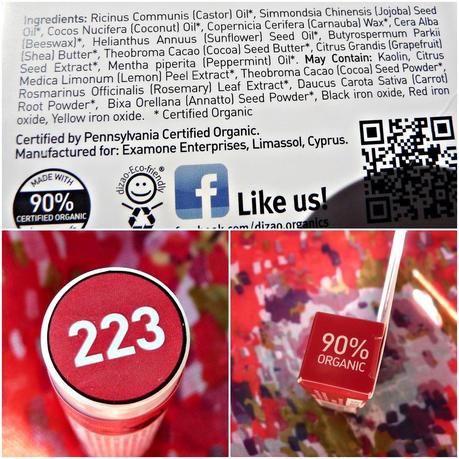 Ingredients: Ricinus Communis (Castor) Oil*, Simmondsia Chinensis (Jojoba) Seed
Oil*, Cocos Nucifera (Coconut) Oil*, Copernicia Cerifera (Carnauba) Wax*, Cera Alba
(Beeswax)*, Helianthus Annuus (Sunflower) Seed Oil*, Butyrospermum Parkii
(Shea) Butter*, Theobroma Cacao (Cocoa) Seed Butter*, Citrus Grandis (Grapefruit)
Seed Extract*, Mentha piperita (Peppermint) Oil*. May Contain: Kaolin, Citrus
Medica Limonum (Lemon) Peel Extract*, Theobroma Cacao (Cocoa) Seed Powder*,
Rosmarinus Officinalis (Rosemary) Leaf Extract*, Daucus Carota Sativa (Carrot)
Root Powder*, Bixa Orellana (Annatto) Seed Powder*, Black iron oxide, Red iron
oxide, Yellow iron oxide. * Certified Organic
Certified by Pennsylvania Certified Organic.
Manufactured for: Examone Enterprises, Limassol, Cyprus.
MADE WITH
90%
CERTIFIED ORGANIC
dizao-Eco-friendly
f
Like us!
facebook.com/dizao.organics
223
90%
ORGANIC